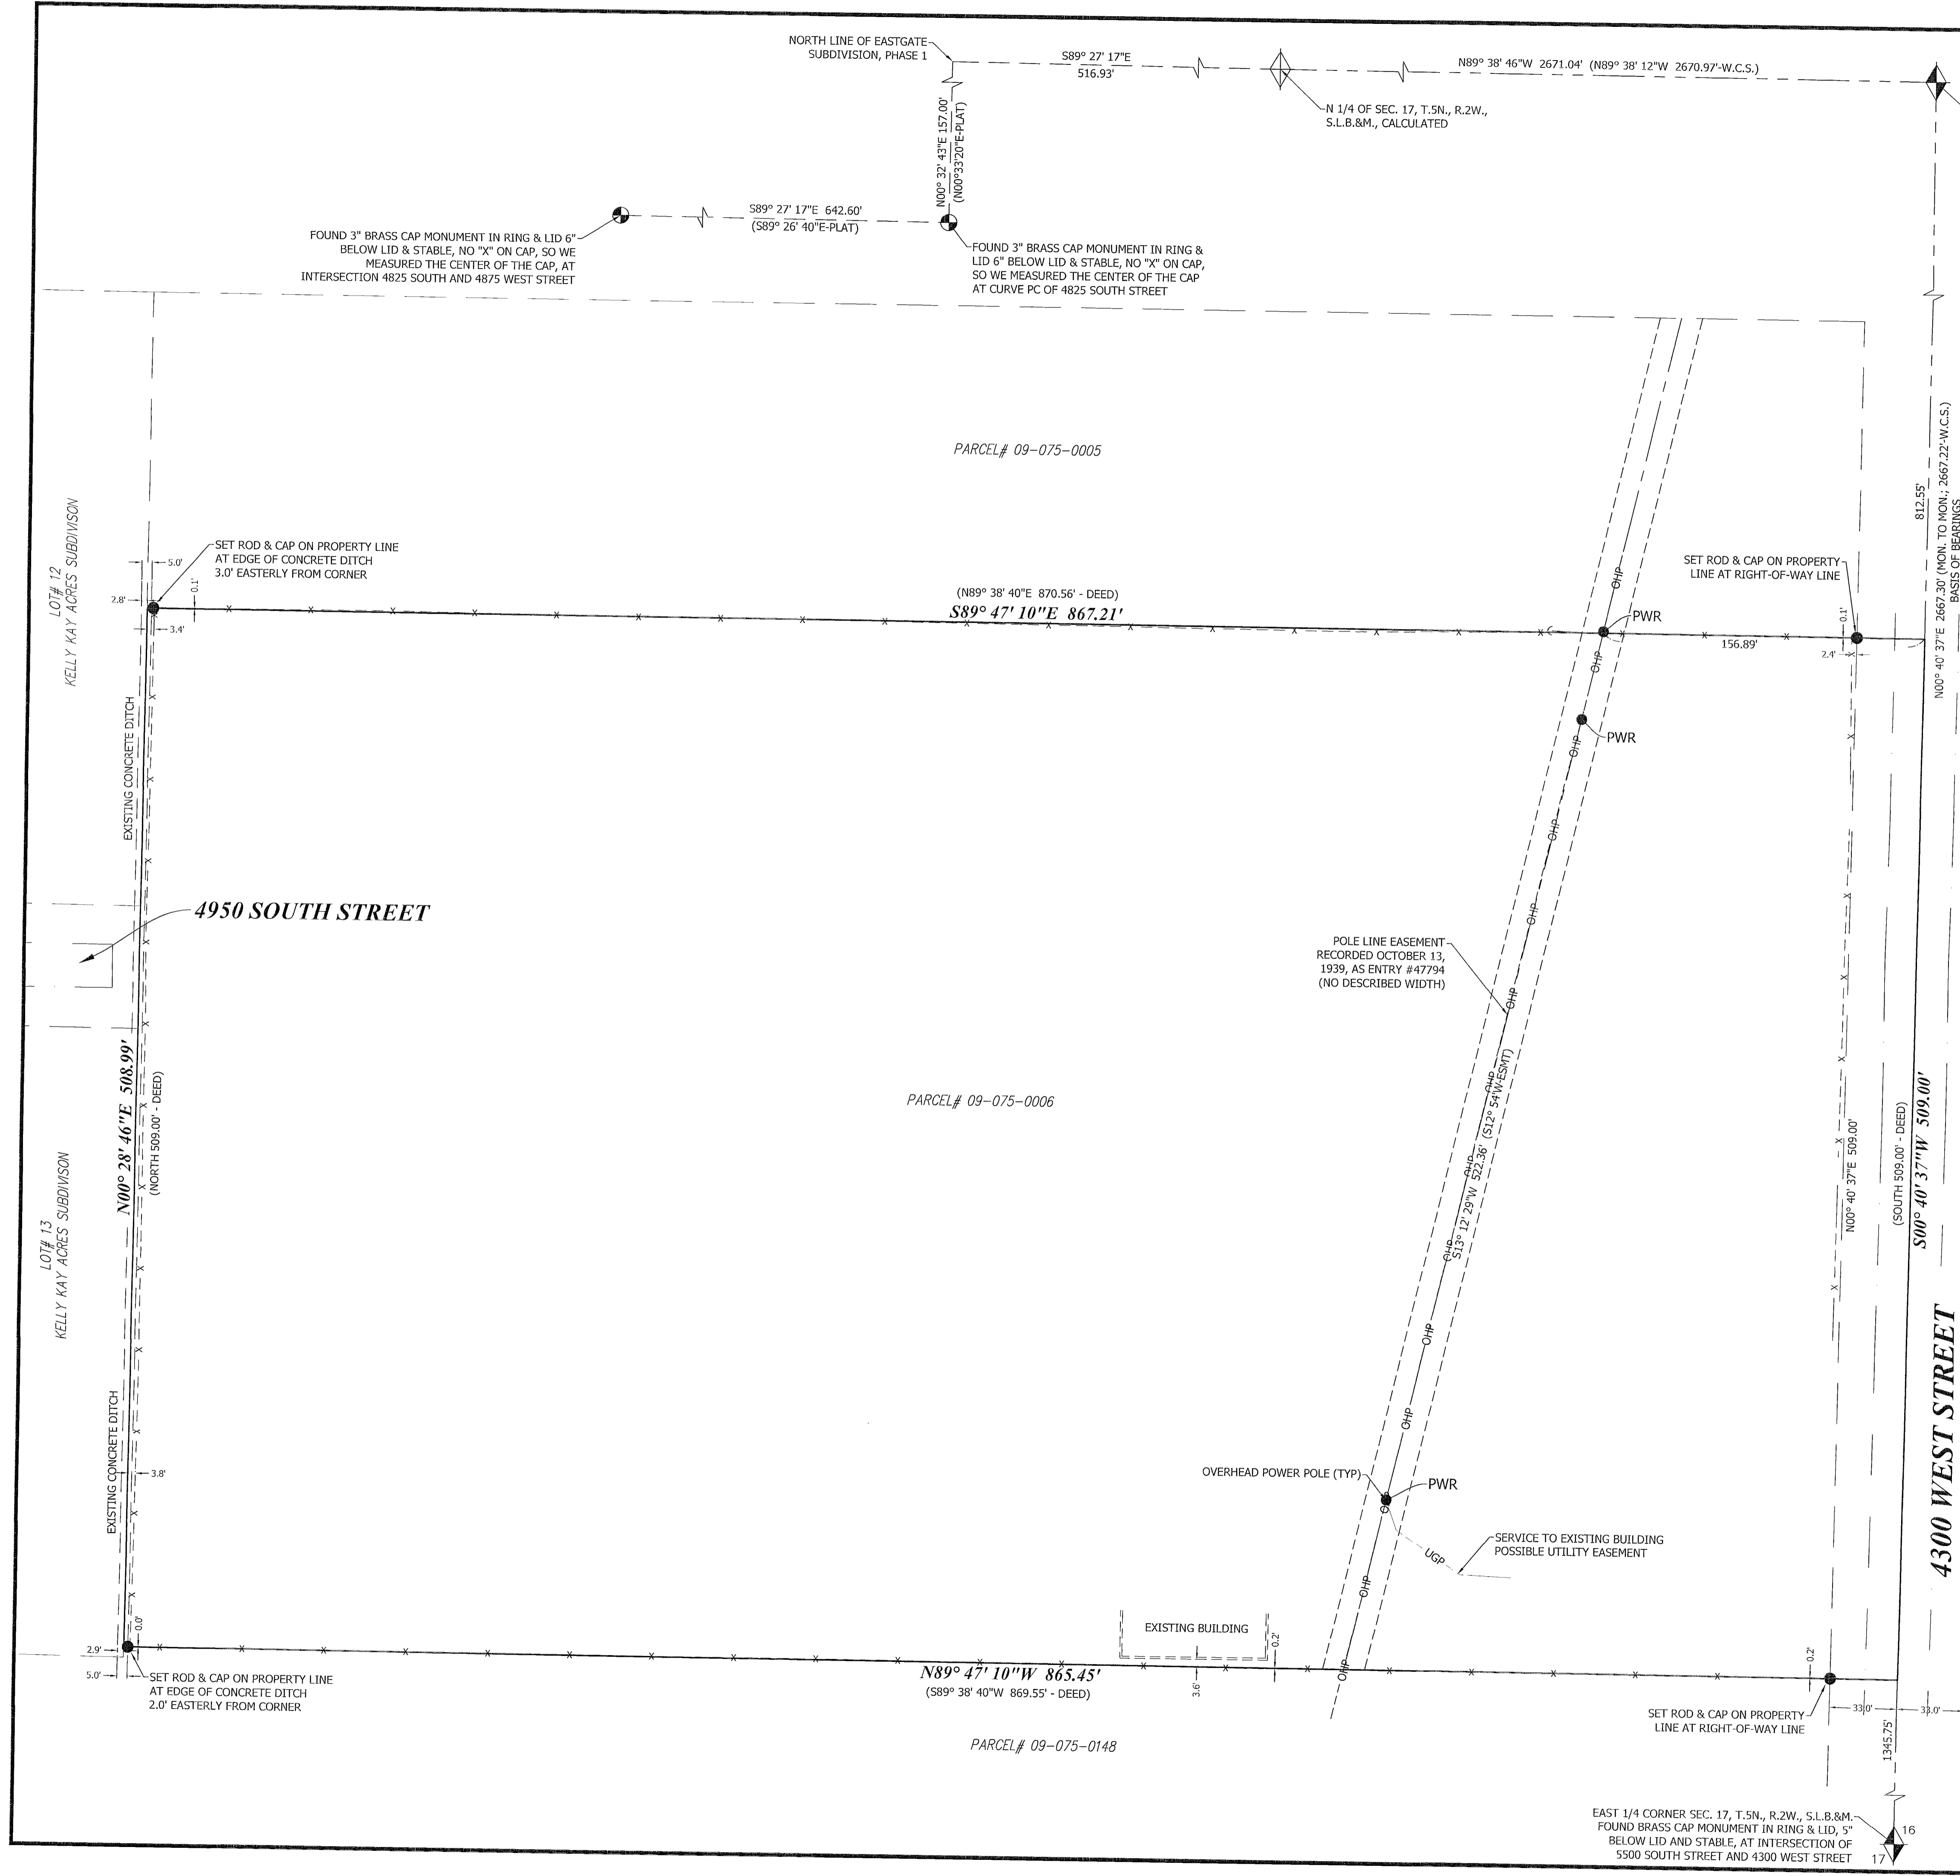 NORTH LINE OF EASTGATE
SUBDIVISION, PHASE 1
S89° 27' 17"E
516.93'
N89° 38' 46"W 2671.04' (N89° 38' 12"W 2670.97'-W.C.S.)
N 1/4 OF SEC. 17, T.5N., R.2W.,
S.L.B.&M., CALCULATED
N00° 32' 43"E 157.00'
(N00°33'20"E-PLAT)
S89° 27' 17"E 642.60'
(S89° 26' 40"E-PLAT)
FOUND 3" BRASS CAP MONUMENT IN RING & LID 6"
BELOW LID & STABLE, NO "X" ON CAP, SO WE
MEASURED THE CENTER OF THE CAP, AT
INTERSECTION 4825 SOUTH AND 4875 WEST STREET
FOUND 3" BRASS CAP MONUMENT IN RING &
LID 6" BELOW LID & STABLE, NO "X" ON CAP,
SO WE MEASURED THE CENTER OF THE CAP
AT CURVE PC OF 4825 SOUTH STREET
PARCEL# 09-075-0005
812.55'
N00° 40' 37"E 2667.30' (MON. TO MON.; 2667.22'-W.C.S.)
BASIS OF BEARINGS
LOT# 12
KELLY KAY ACRES SUBDIVISON
SET ROD & CAP ON PROPERTY LINE
AT EDGE OF CONCRETE DITCH
3.0' EASTERLY FROM CORNER
5.0'
0.1'
2.8'
3.4'
(N89° 38' 40"E 870.56' - DEED)
S89° 47' 10"E 867.21'
SET ROD & CAP ON PROPERTY
LINE AT RIGHT-OF-WAY LINE
OHP
PWR
156.89'
0.1'
2.4'
OHP
PWR
OHP
EXISTING CONCRETE DITCH
OHP
4950 SOUTH STREET
OHP
POLE LINE EASEMENT
RECORDED OCTOBER 13,
1939, AS ENTRY #47794
(NO DESCRIBED WIDTH)
OHP
N00° 28' 46"E 508.99'
(NORTH 509.00' - DEED)
PARCEL# 09-075-0006
OHP
OHP
S13° 12' 29"W 522.36' (S12° 54'W-ESMT)
OHP
N00° 40' 37"E 509.00'
(SOUTH 509.00' - DEED)
S00° 40' 37"W 509.00'
LOT# 13
KELLY KAY ACRES SUBDIVISON
OHP
4300 WEST STREET
EXISTING CONCRETE DITCH
3.8'
OHP
OVERHEAD POWER POLE (TYP)
PWR
SERVICE TO EXISTING BUILDING
POSSIBLE UTILITY EASEMENT
UGP
OHP
EXISTING BUILDING
0.0'
2.9'
5.0'
SET ROD & CAP ON PROPERTY LINE
AT EDGE OF CONCRETE DITCH
2.0' EASTERLY FROM CORNER
N89° 47' 10"W 865.45'
(S89° 38' 40"W 869.55' - DEED)
3.6'
0.2'
OHP
0.2'
SET ROD & CAP ON PROPERTY
LINE AT RIGHT-OF-WAY LINE
33.0'
33.0'
1345.75'
PARCEL# 09-075-0148
EAST 1/4 CORNER SEC. 17, T.5N., R.2W., S.L.B.&M.
FOUND BRASS CAP MONUMENT IN RING & LID, 5"
BELOW LID AND STABLE, AT INTERSECTION OF
5500 SOUTH STREET AND 4300 WEST STREET
16
17